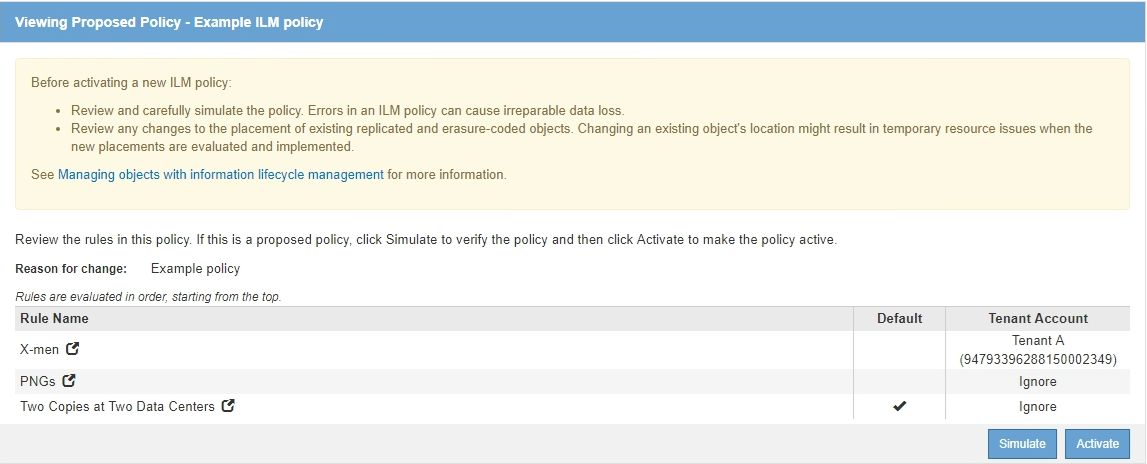 Viewing Proposed Policy - Example ILM policy
Before activating a new ILM policy:
• Review and carefully simulate the policy. Errors in an ILM policy can cause irreparable data loss.
• Review any changes to the placement of existing replicated and erasure-coded objects. Changing an existing object's location might result in temporary resource issues when the
new placements are evaluated and implemented.
See Managing objects with information lifecycle management for more information.
Review the rules in this policy. If this is a proposed policy, click Simulate to verify the policy and then click Activate to make the policy active.
Reason for change: Example policy
Rules are evaluated in order, starting from the top.
Rule Name Default Tenant Account
X-men Tenant A
(94793396288150002349)
PNGs Ignore
Two Copies at Two Data Centers ✔ Ignore
Simulate Activate